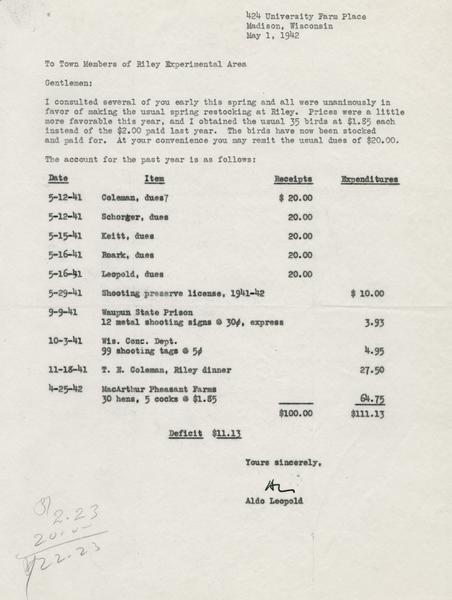 424 University Farm Place
Madison, Wisconsin
May 1, 1942
To Town Members of Riley Experimental Area
Gentlemen:
I consulted several of you early this spring and all were unanimously in
favor of making the usual spring restocking at Riley. Prices were a little
more favorable this year, and I obtained the usual 35 birds at $1.85 each
instead of the $2.00 paid last year. The birds have now been stocked
and paid for. At your convenience you may remit the usual dues of $20.00.
The account for the past year is as follows:
Date Item Receipts Expenditures
5-12-41 Coleman, dues7 $ 20.00
5-12-41 Schorger, dues 20.00
5-15-41 Keitt, dues 20.00
5-16-41 Roark, dues 20.00
5-16-41 Leopold, dues 20.00
5-29-41 Shooting preserve license, 1941-42 $ 10.00
9-9-41 Waupun State Prison
12 metal shooting signs @ 30¢, express 3.93
10-3-41 Wis. Conc. Dept.
99 shooting tags @ 5¢ 4.95
11-18-41 T. E. Coleman, Riley dinner 27.50
4-25-42 MacArthur Pheasant Farms
30 hens, 5 cocks @ $1.85 64.75
$100.00 $111.13
Deficit $11.13
Yours sincerely,
AL
Aldo Leopold
2.23
20.00
22.23